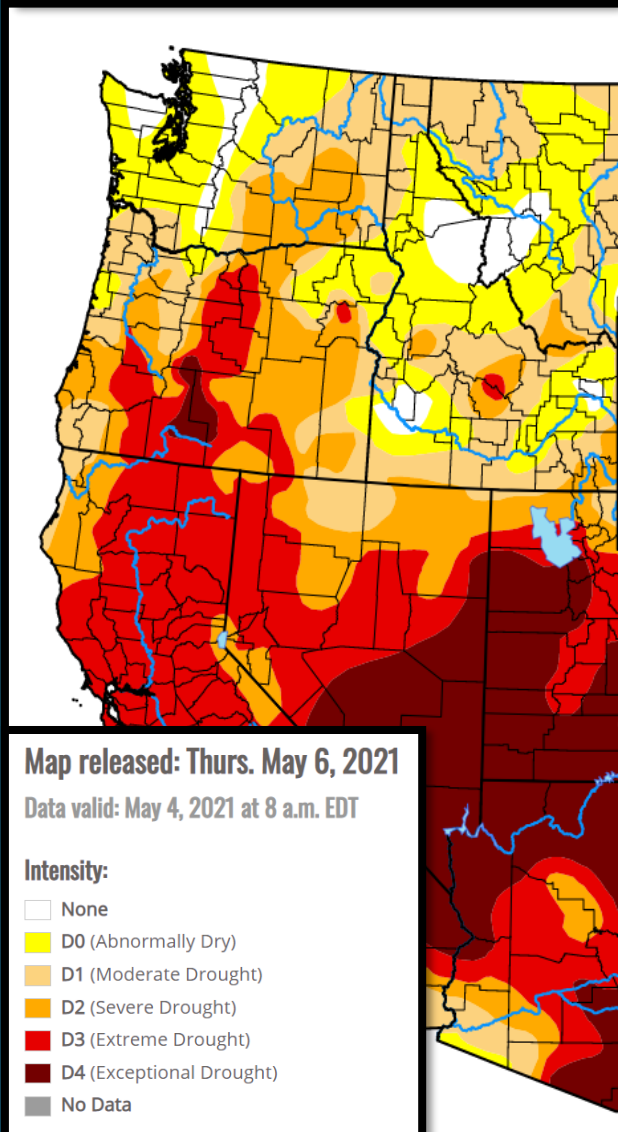 Map released: Thurs. May 6, 2021
Data valid: May 4, 2021 at 8 a.m. EDT
Intensity:
None
D0 (Abnormally Dry)
D1 (Moderate Drought)
D2 (Severe Drought)
D3 (Extreme Drought)
D4 (Exceptional Drought)
No Data